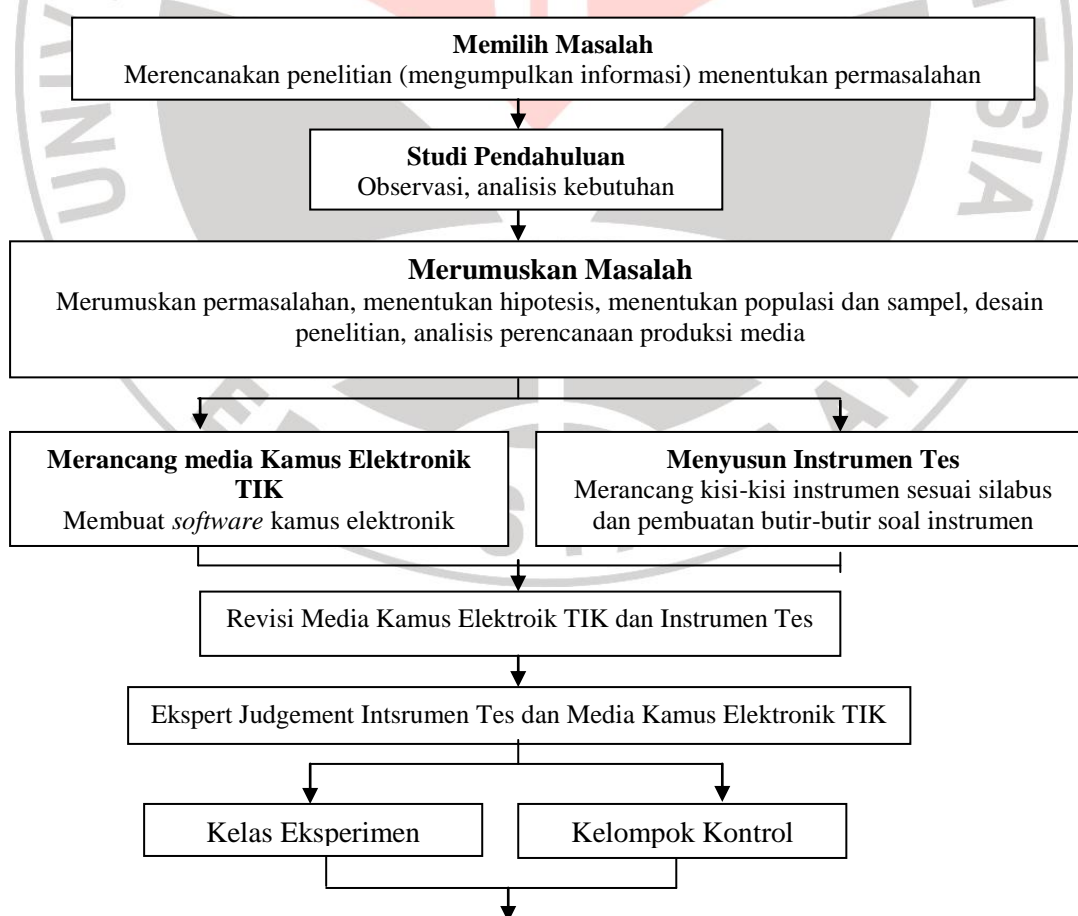 Memilih Masalah
Merencanakan penelitian (mengumpulkan informasi) menentukan permasalahan
Studi Pendahuluan
Observasi, analisis kebutuhan
Merumuskan Masalah
Merumuskan permasalahan, menentukan hipotesis, menentukan populasi dan sampel, desain
penelitian, analisis perencanaan produksi media
Merancang media Kamus Elektronik
TIK
Membuat software kamus elektronik
Menyusun Instrumen Tes
Merancang kisi-kisi instrumen sesuai silabus
dan pembuatan butir-butir soal instrumen
Revisi Media Kamus Elektroik TIK dan Instrumen Tes
Ekspert Judgement Intsrumen Tes dan Media Kamus Elektronik TIK
Kelas Eksperimen
Kelompok Kontrol